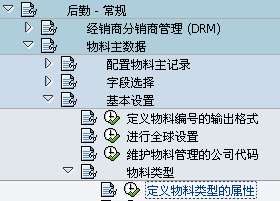 后勤 - 常规
经销商分销商管理 (DRM)
物料主数据
配置物料主记录
字段选择
基本设置
定义物料编号的输出格式
进行全球设置
维护物料管理的公司代码
物料类型
定义物料类型的属性